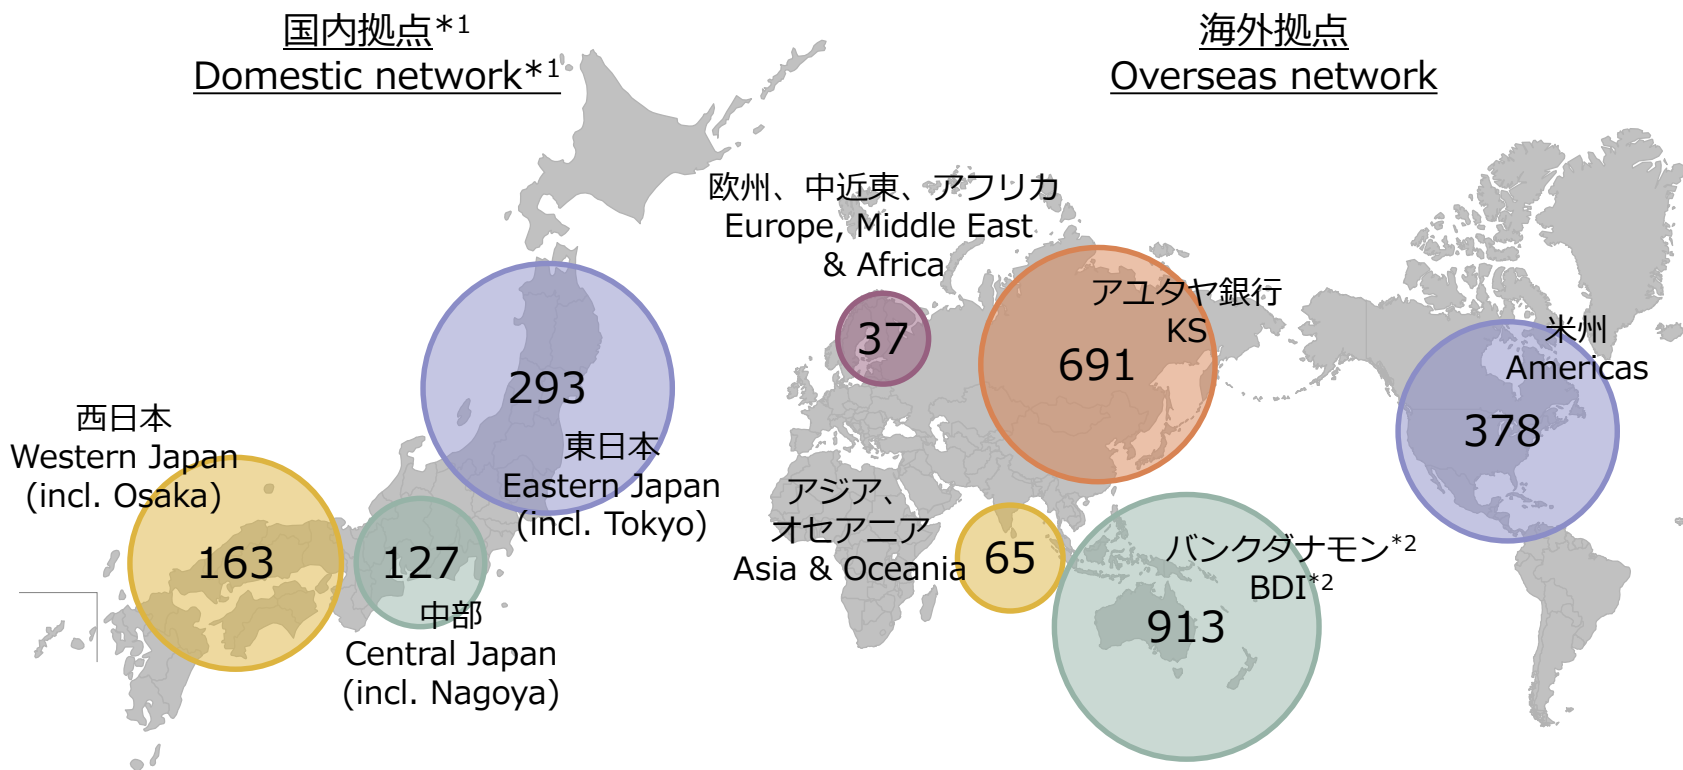 国内拠点*1
Domestic network*1
293
東日本
Eastern Japan
(incl. Tokyo)
西日本
Western Japan
(incl. Osaka)
163
127
中部
Central Japan
(incl. Nagoya)
海外拠点
Overseas network
欧州、中近東、アフリカ
Europe, Middle East
& Africa
37
アユタヤ銀行
KS
691
米州
Americas
378
アジア、
オセアニア
Asia & Oceania
65
バンクダナモン*2
BDI*2
913